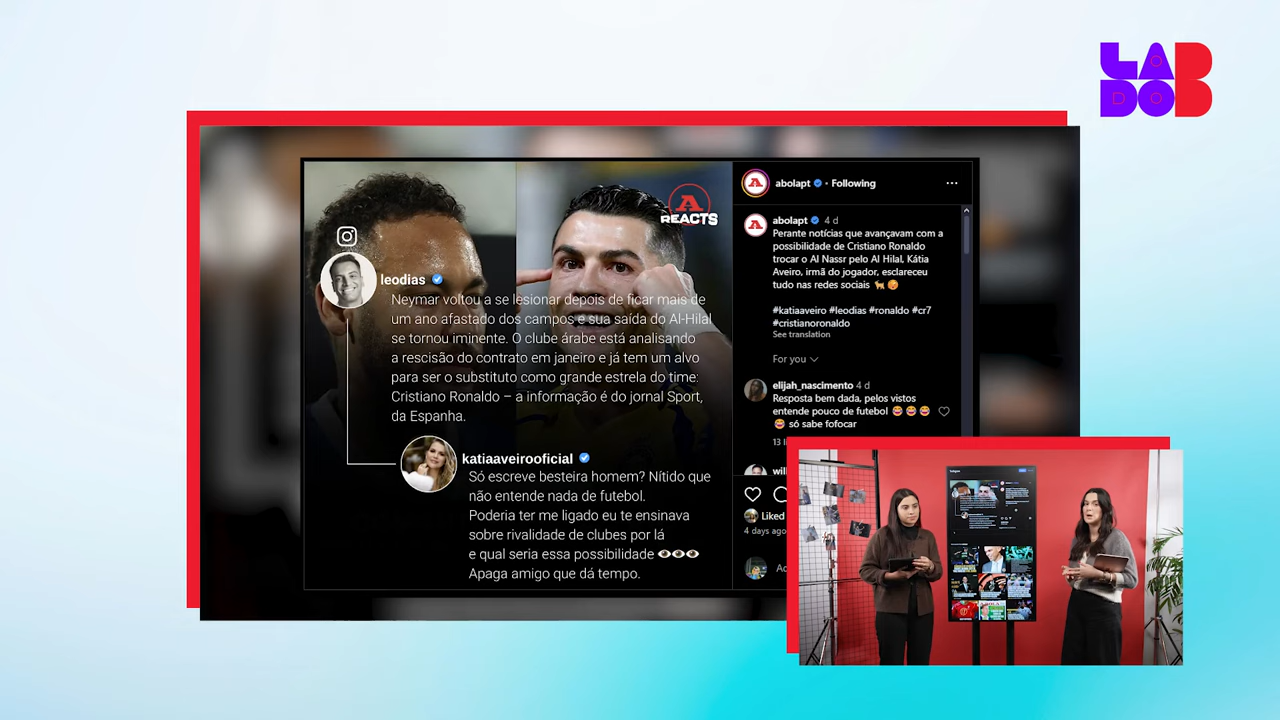 LA B
DO
A
REACTS
leodias
Neymar voltou a se lesionar depois de ficar mais de
um ano afastado dos campos e sua saída do Al-Hilal
se tornou iminente. O clube árabe está analisando
a rescisão do contrato em janeiro e já tem um alvo
para ser o substituto como grande estrela do time:
Cristiano Ronaldo – a informação é do jornal Sport,
da Espanha.
katiaaveirooficial
Só escreve besteira homem? Nítido que
não entende nada de futebol.
Poderia ter me ligado eu te ensinava
sobre rivalidade de clubes por lá
e qual seria essa possibilidade 👁️👁️👁️
Apaga amigo que dá tempo.
abolapt • Following
abolapt 4 d
Perante notícias que avançavam com a
possibilidade de Cristiano Ronaldo
trocar o Al Nassr pelo Al Hilal, Kátia
Aveiro, irmã do jogador, esclareceu
tudo nas redes sociais
#katiaaveiro #leodias #ronaldo #cr7
#cristianoronaldo
See translation
For you
elijah_nascimento 4 d
Resposta bem dada, pelos vistos
entende pouco de futebol 😂😂😂
😂 só sabe fofocar
13 li
will
Liked
4 days ago